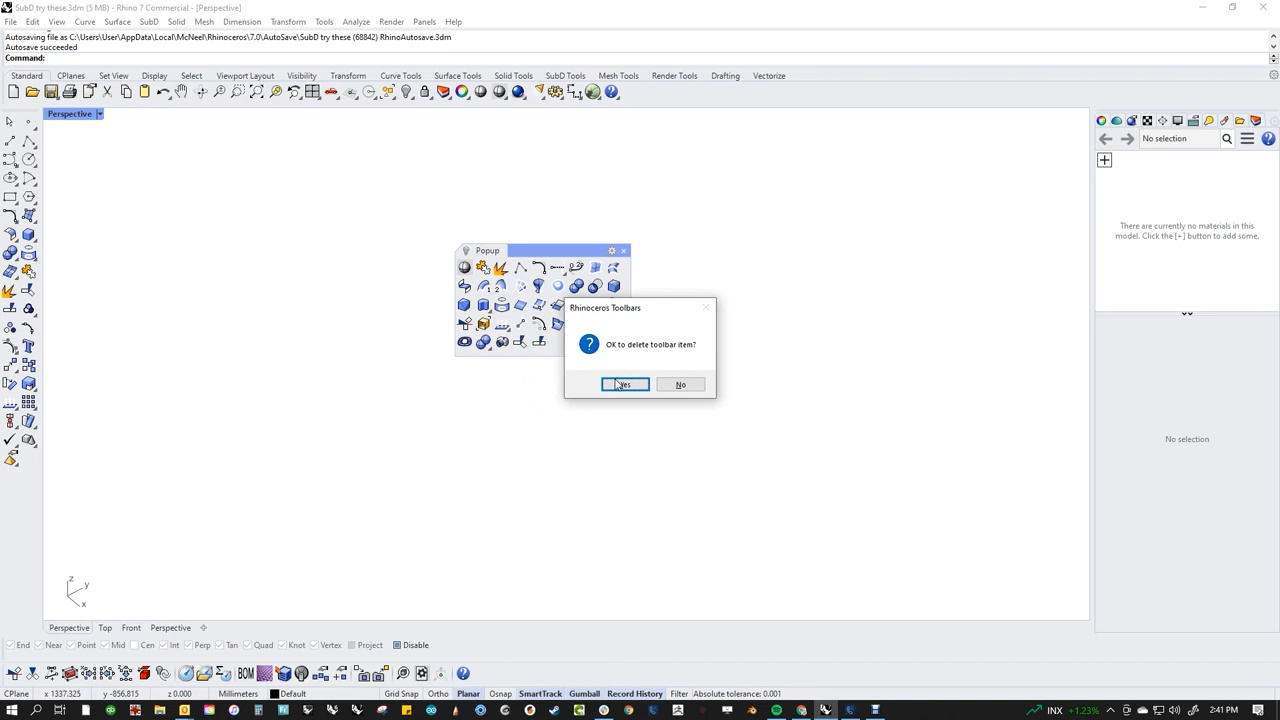 SubD try these.3dm (5 MB) - Rhino 7 Commercial - [Perspective]
File Edit View Curve Surface SubD Solid Mesh Dimension Transform Tools Analyze Render Panels Help
Autosaving file as C:\Users\User\AppData\Local\McNeel\Rhinoceros\7.0\AutoSave\SubD try these (68842) RhinoAutosave.3dm
Autosave succeeded
Command:
Standard CPlanes Set View Display Select Viewport Layout Visibility Transform Curve Tools Surface Tools Solid Tools SubD Tools Mesh Tools Render Tools Drafting Vectorize
Perspective
No selection
There are currently no materials in this
model. Click the [+] button to add some.
Popup
Rhinoceros Toolbars
OK to delete toolbar item?
Yes No
No selection
z
y
x
Perspective Top Front Perspective
End Near Point Mid Cen Int Perp Tan Quad Knot Vertex Project Disable
BOM
CPlane x 1337.325 y -856.815 z 0.000 Millimeters Default Grid Snap Ortho Planar Osnap SmartTrack Gumball Record History Filter Absolute tolerance: 0.001
INX +1.23% 2:41 PM